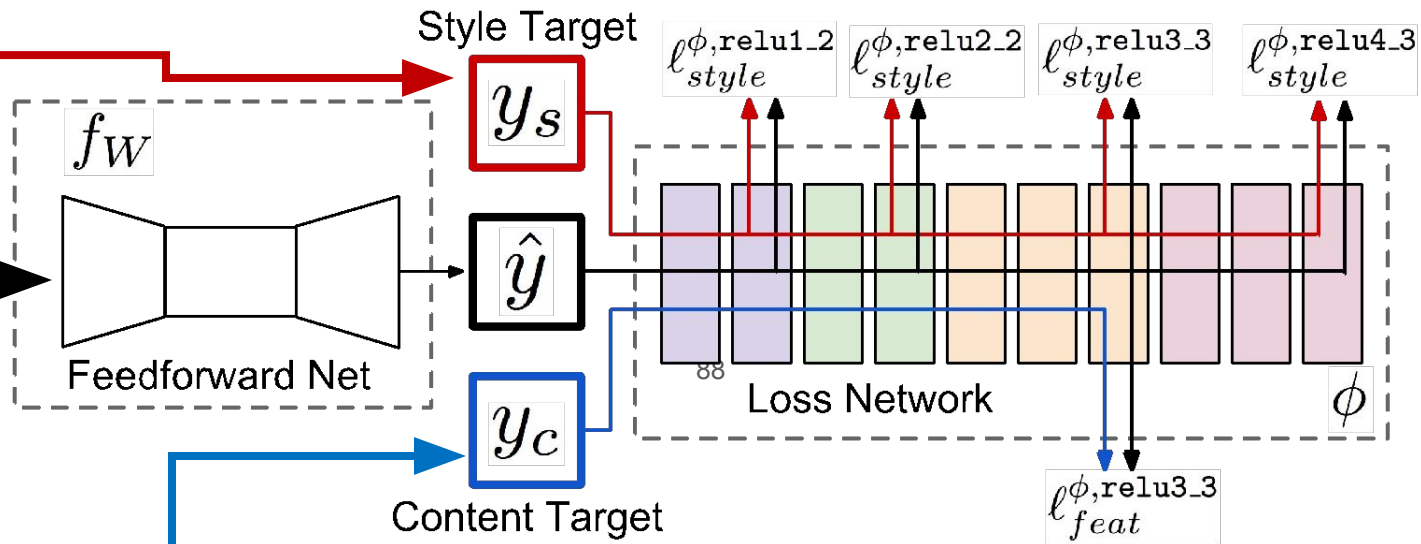 Style Target
ℓ^{ϕ,relu1_2}_{style}
ℓ^{ϕ,relu2_2}_{style}
ℓ^{ϕ,relu3_3}_{style}
ℓ^{ϕ,relu4_3}_{style}
f_W
y_s
ŷ
Feedforward Net
88
Loss Network
ϕ
y_c
Content Target
ℓ^{ϕ,relu3_3}_{feat}